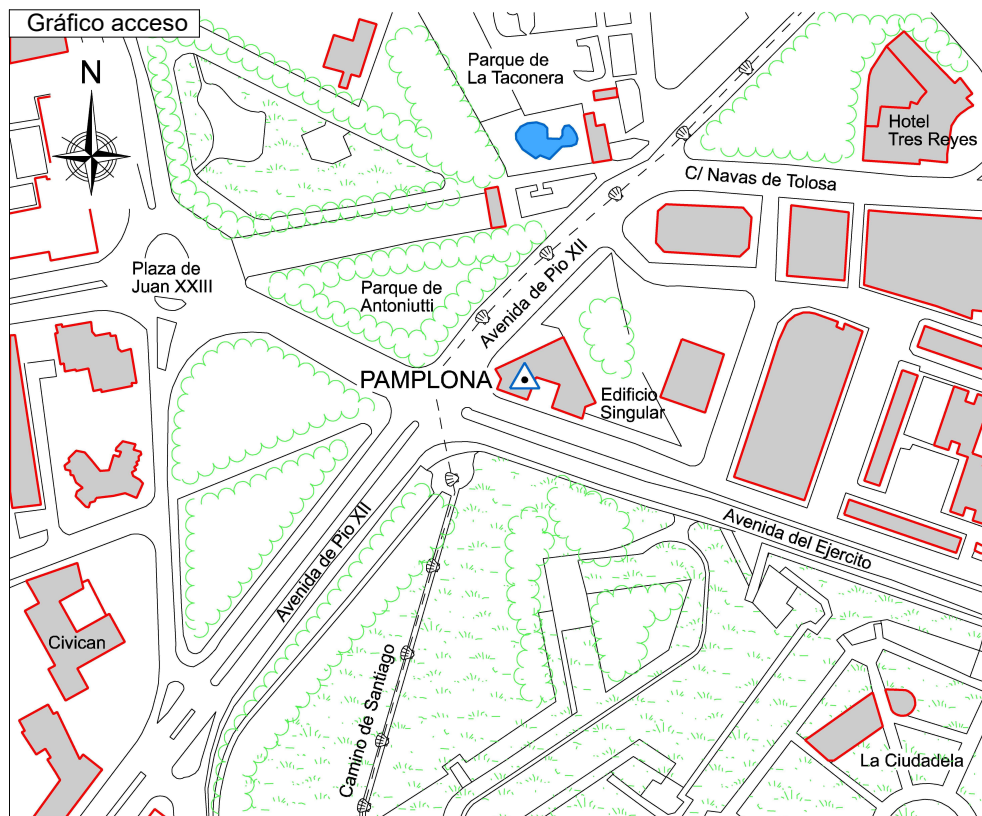 Gráfico acceso
N
Parque de
La Taconera
Hotel
Tres Reyes
C/ Navas de Tolosa
Plaza de
Juan XXIII
Parque de
Antoniutti
Avenida de Pio XII
PAMPLONA
Edificio
Singular
Avenida de Pio XII
Avenida del Ejercito
Civican
Camino de Santiago
La Ciudadela